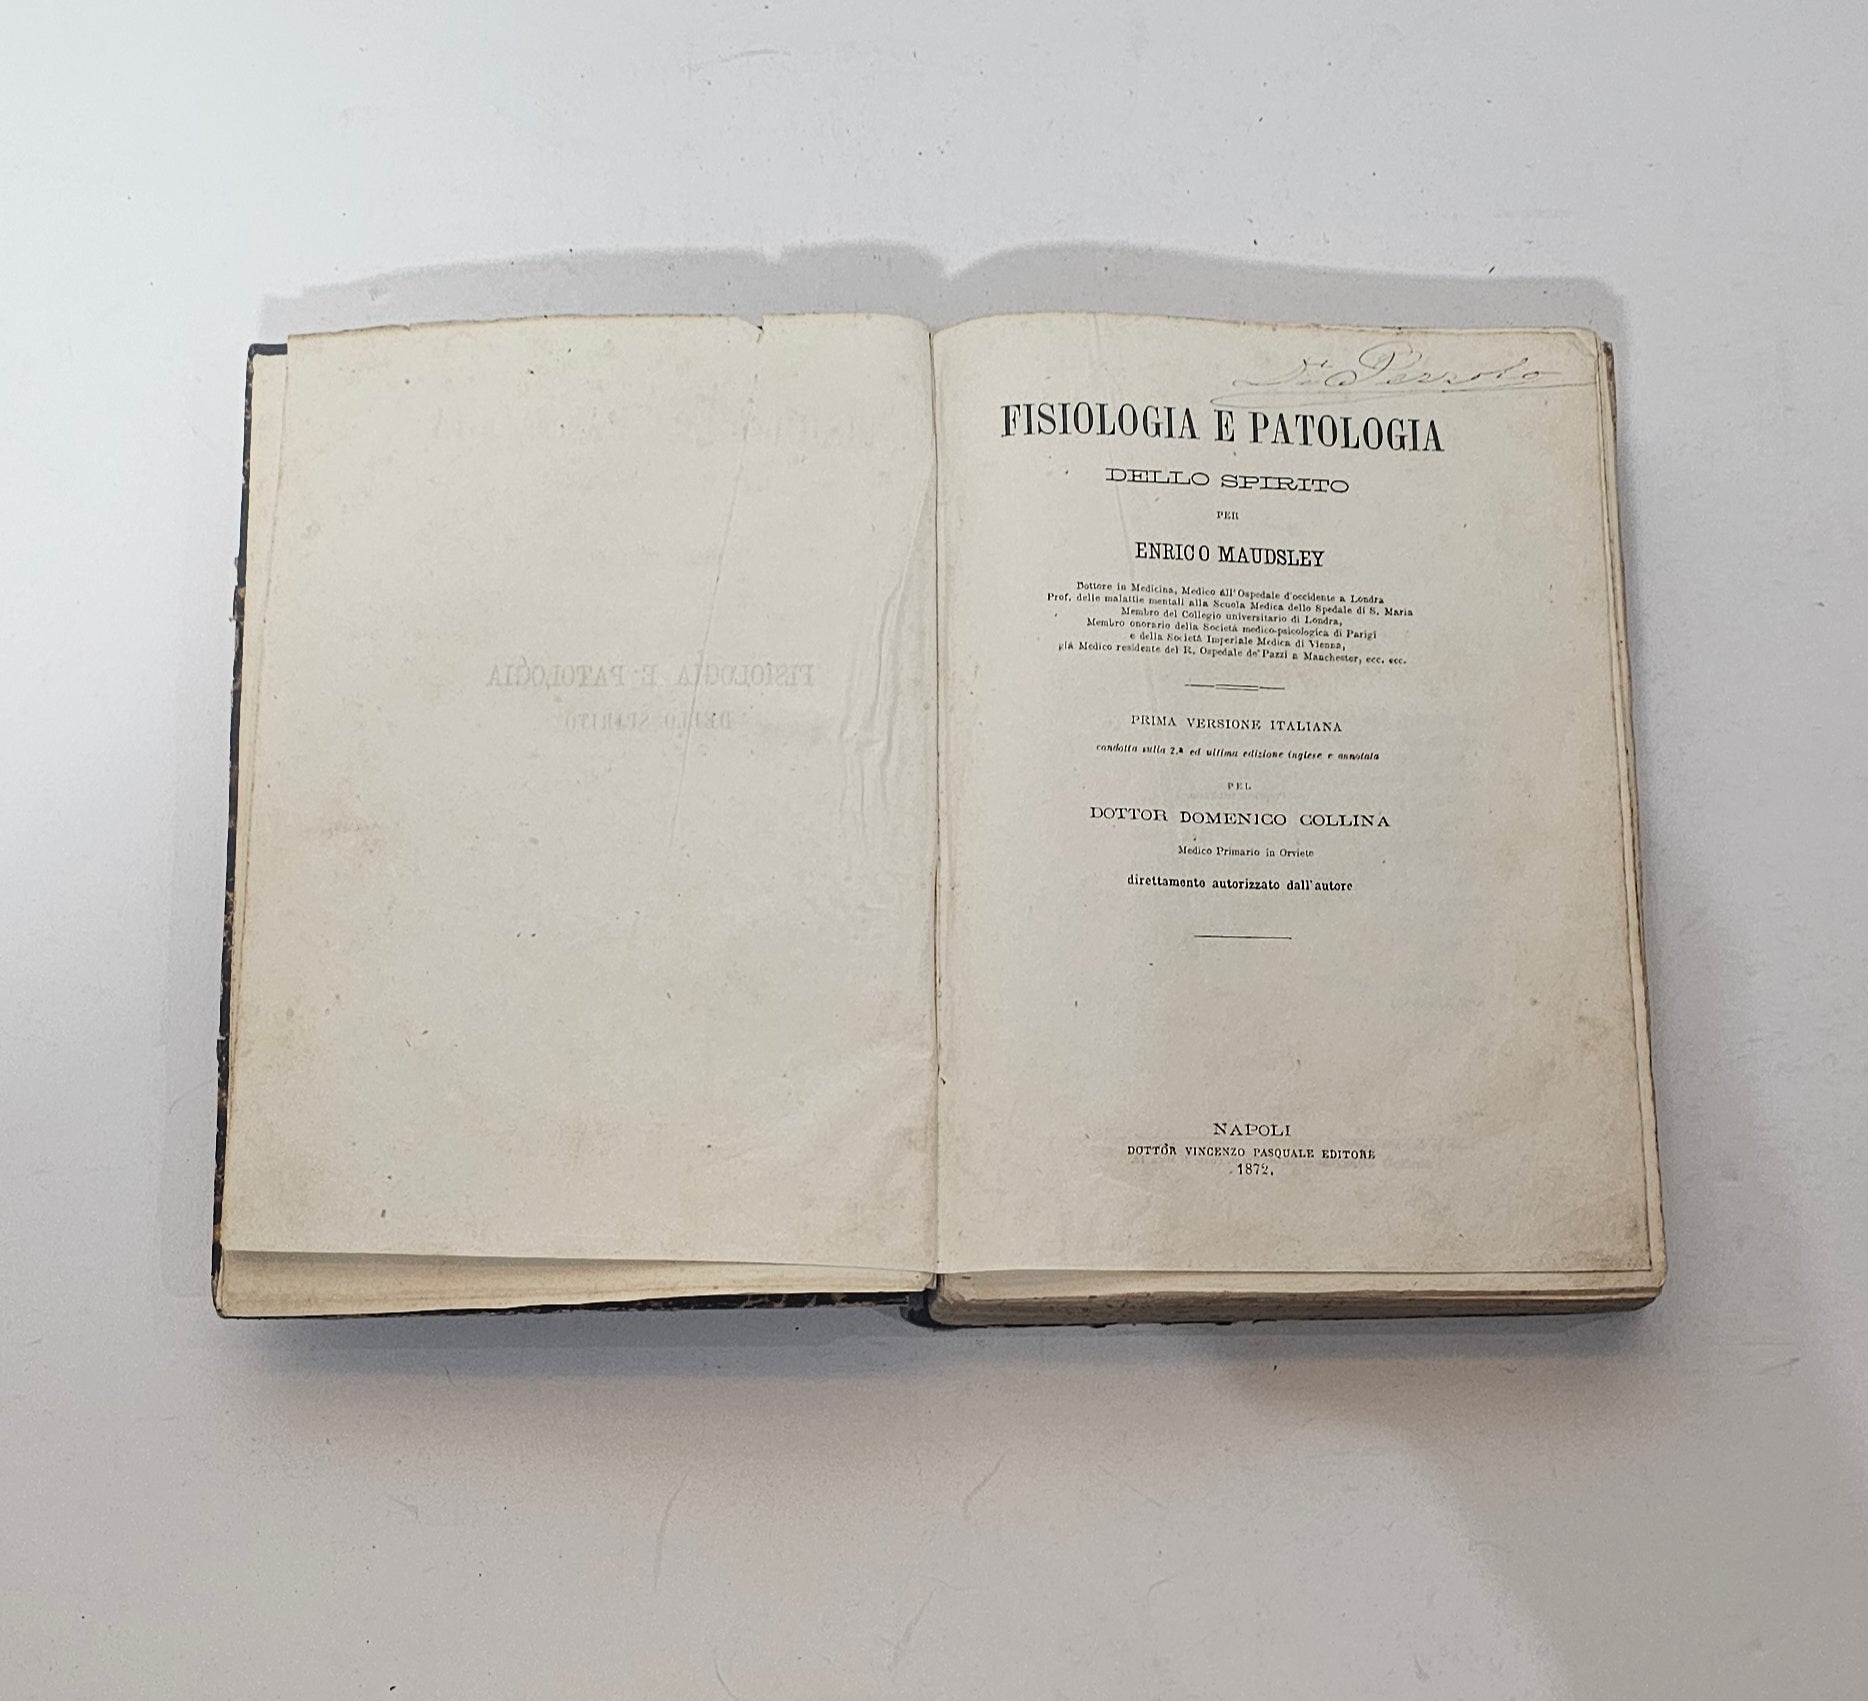 FISIOLOGIA E PATOLOGIA
DELLO SPIRITO
FISIOLOGIA E PATOLOGIA
DELLO SPIRITO
PER
ENRICO MAUDSLEY
Dottore in Medicina, Medico all'Ospedale d'occidente a Londra
Prof. delle malattie mentali alla Scuola Medica dello Spedale di S. Maria
Membro del Collegio universitario di Londra,
Membro onorario della Società medico-psicologica di Parigi
e della Società Imperiale Medica di Vienna,
già Medico residente del R. Ospedale de' Pazzi a Manchester, ecc. ecc.
PRIMA VERSIONE ITALIANA
condotta sulla 2.ª ed ultima edizione inglese e annotata
PEL
DOTTOR DOMENICO COLLINA
Medico Primario in Orvieto
direttamente autorizzato dall'autore
NAPOLI
DOTTOR VINCENZO PASQUALE EDITORE
1872.